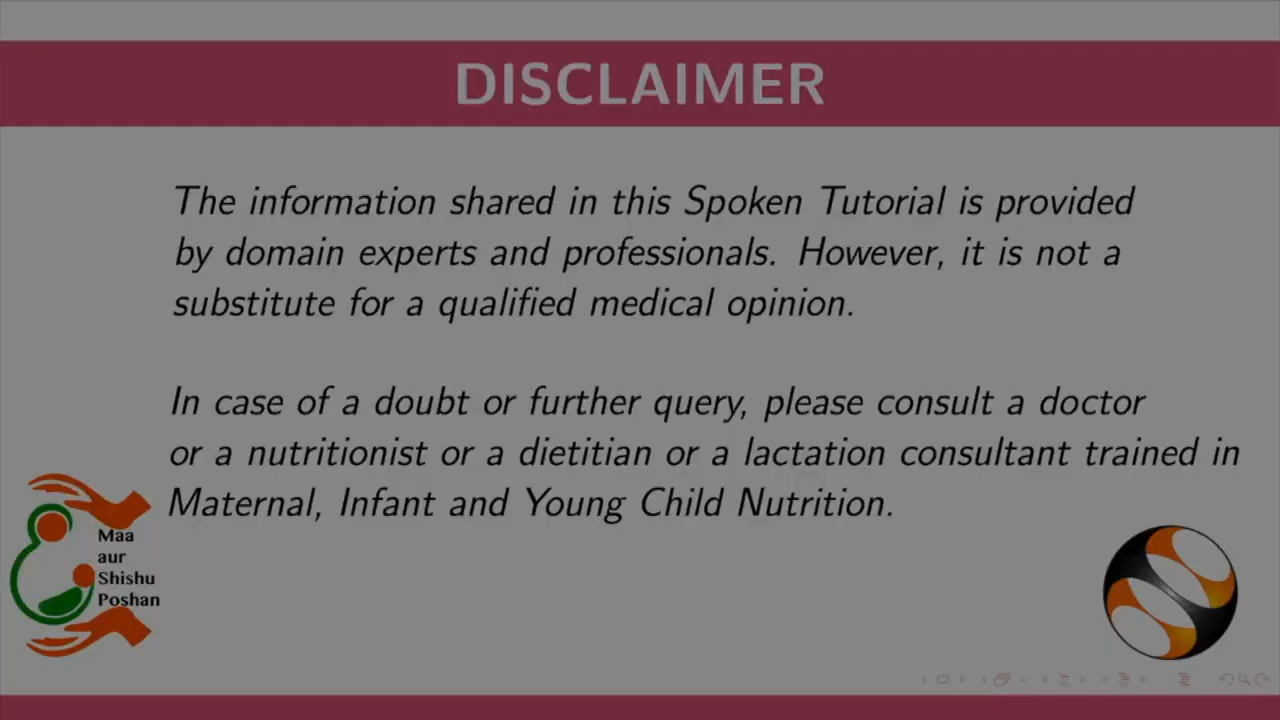 DISCLAIMER
The information shared in this Spoken Tutorial is provided
by domain experts and professionals. However, it is not a
substitute for a qualified medical opinion.
In case of a doubt or further query, please consult a doctor
or a nutritionist or a dietitian or a lactation consultant trained in
Maternal, Infant and Young Child Nutrition.
Maa
aur
Shishu
Poshan